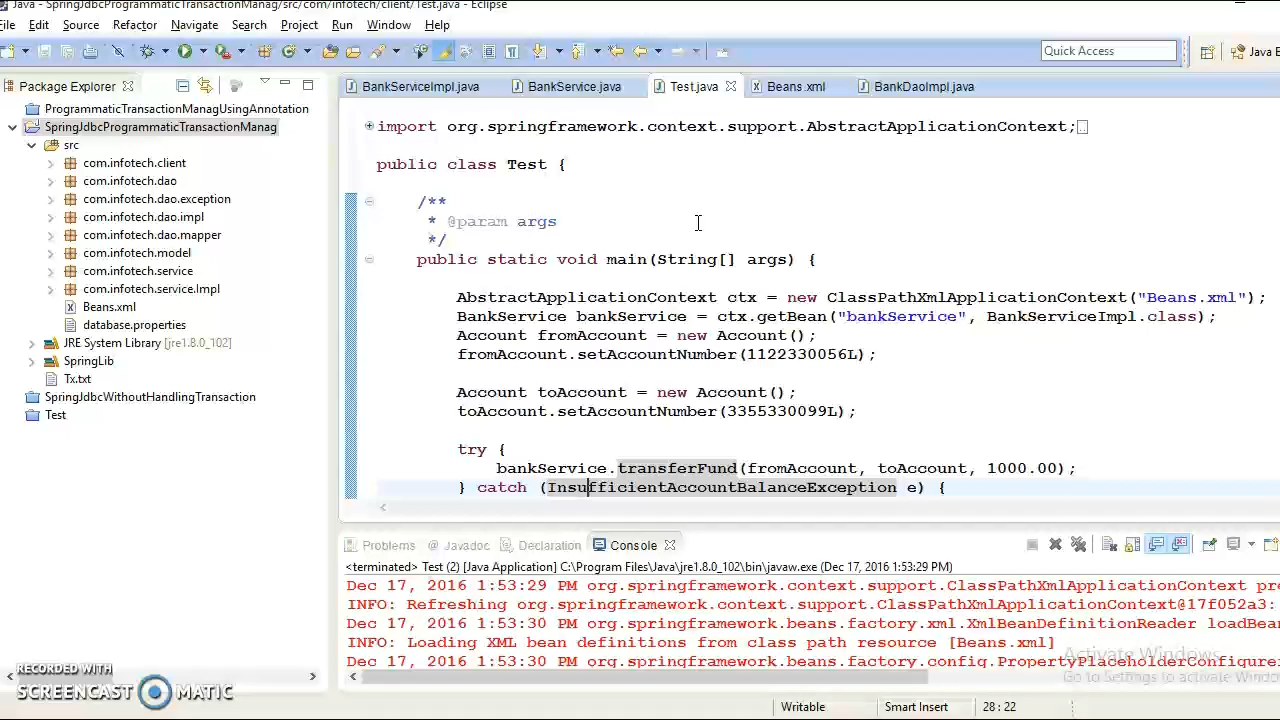 Java - SpringJdbcProgrammaticTransactionManag/src/com/infotech/client/Test.java - Eclipse
File Edit Source Refactor Navigate Search Project Run Window Help
Quick Access
Java E
Package Explorer
BankServiceImpl.java
BankService.java
Test.java
Beans.xml
BankDaoImpl.java
ProgrammaticTransactionManagUsingAnnotation
SpringJdbcProgrammaticTransactionManag
src
com.infotech.client
com.infotech.dao
com.infotech.dao.exception
com.infotech.dao.impl
com.infotech.dao.mapper
com.infotech.model
com.infotech.service
com.infotech.service.Impl
Beans.xml
database.properties
JRE System Library [jre1.8.0_102]
SpringLib
Tx.txt
SpringJdbcWithoutHandlingTransaction
Test
import org.springframework.context.support.AbstractApplicationContext;
public class Test {
/**
* @param args
*/
public static void main(String[] args) {
AbstractApplicationContext ctx = new ClassPathXmlApplicationContext("Beans.xml");
BankService bankService = ctx.getBean("bankService", BankServiceImpl.class);
Account fromAccount = new Account();
fromAccount.setAccountNumber(1122330056L);
Account toAccount = new Account();
toAccount.setAccountNumber(3355330099L);
try {
bankService.transferFund(fromAccount, toAccount, 1000.00);
} catch (InsufficientAccountBalanceException e) {
Problems @ Javadoc Declaration Console
<terminated> Test (2) [Java Application] C:\Program Files\Java\jre1.8.0_102\bin\javaw.exe (Dec 17, 2016 1:53:29 PM)
Dec 17, 2016 1:53:29 PM org.springframework.context.support.ClassPathXmlApplicationContext pre
INFO: Refreshing org.springframework.context.support.ClassPathXmlApplicationContext@17f052a3:
Dec 17, 2016 1:53:30 PM org.springframework.beans.factory.xml.XmlBeanDefinitionReader loadBean
INFO: Loading XML bean definitions from class path resource [Beans.xml]
Dec 17, 2016 1:53:30 PM org.springframework.beans.factory.config.PropertyPlaceholderConfigurer
Activate Windows
Go to Settings to activate Windows
RECORDED WITH
SCREENCAST MATIC
Writable
Smart Insert
28 : 22